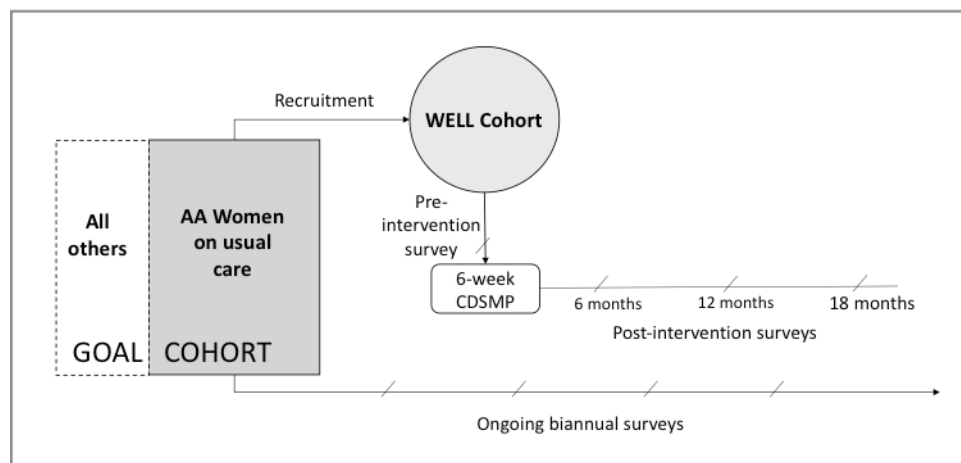 Recruitment
WELL Cohort
All
others
AA Women
on usual
care
GOAL COHORT
Pre-
intervention
survey
6-week
CDSMP
6 months
12 months
18 months
Post-intervention surveys
Ongoing biannual surveys